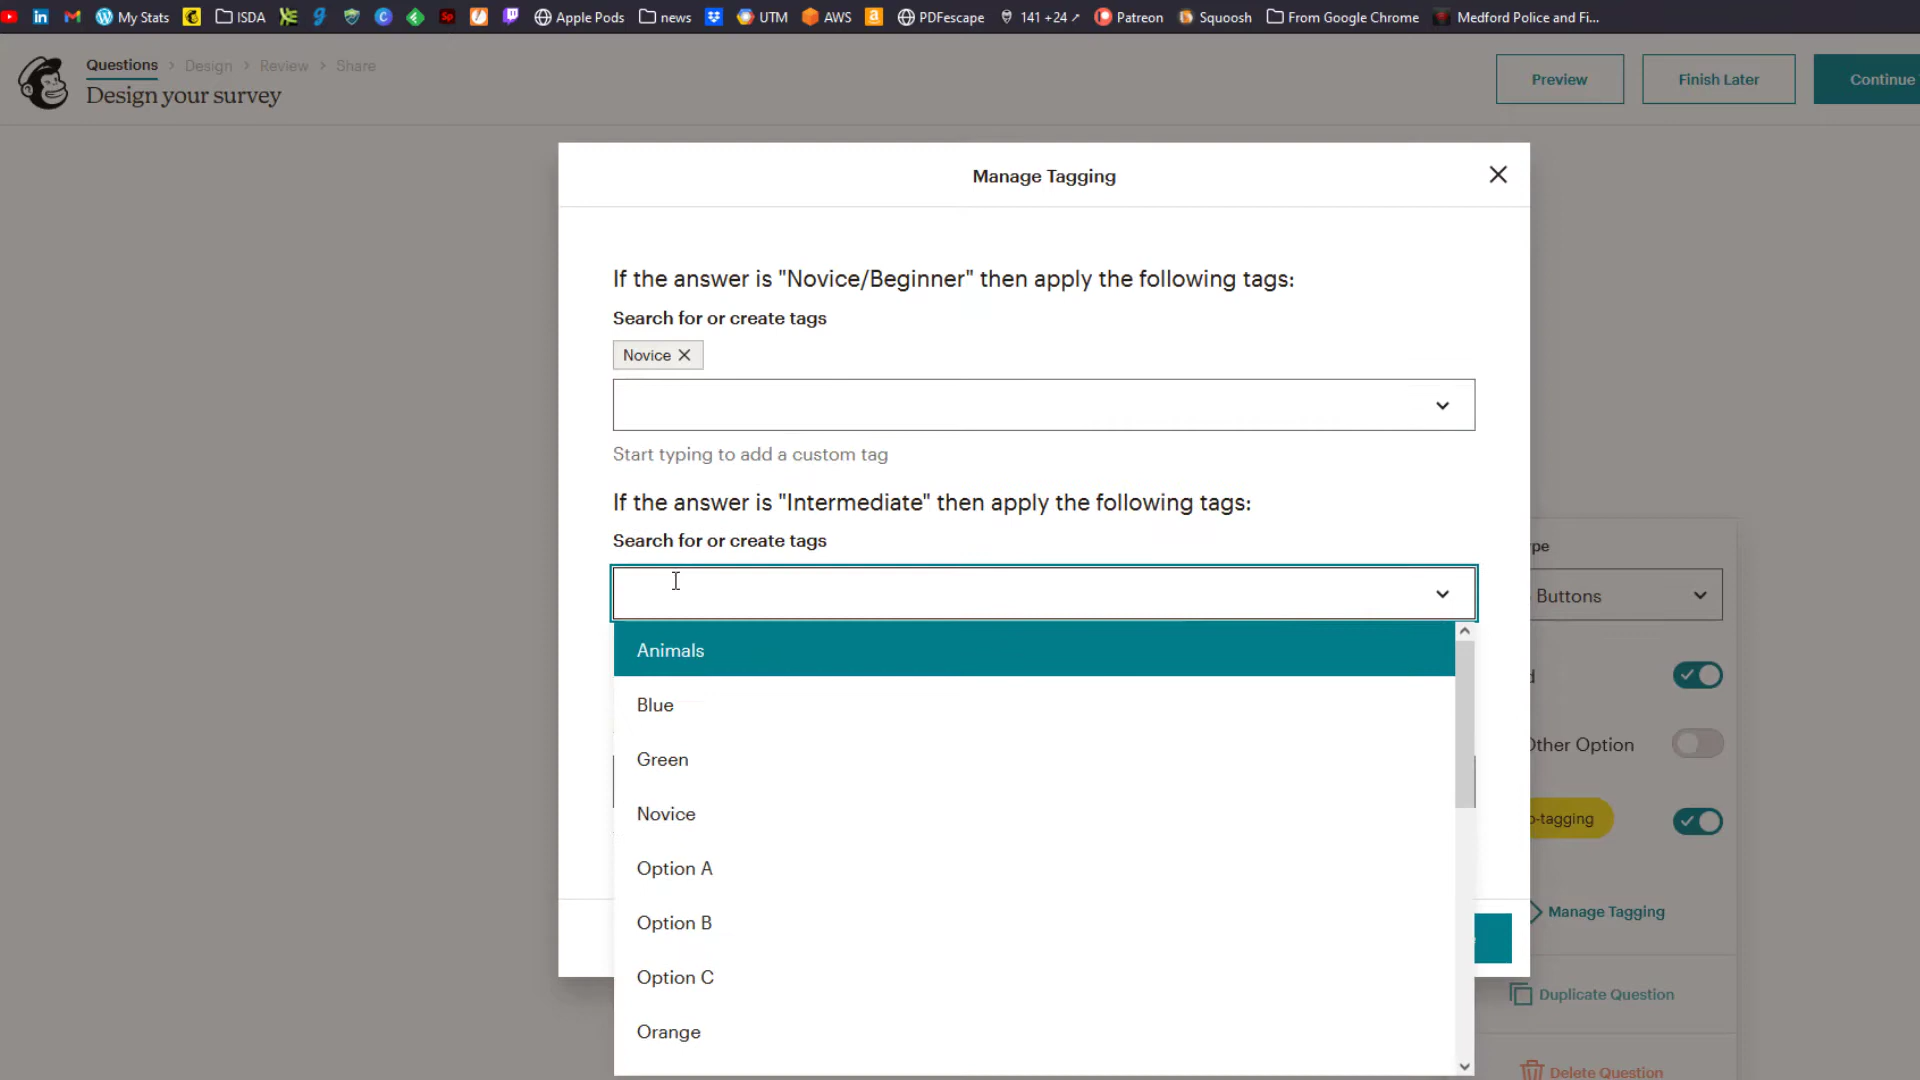 My Stats
ISDA
Apple Pods
news
UTM
AWS
PDFescape
141 +24
Patreon
Squoosh
From Google Chrome
Medford Police and Fi...
Questions > Design > Review > Share
Design your survey
Preview
Finish Later
Continue
Manage Tagging
If the answer is "Novice/Beginner" then apply the following tags:
Search for or create tags
Novice
Start typing to add a custom tag
If the answer is "Intermediate" then apply the following tags:
Search for or create tags
Animals
Blue
Green
Novice
Option A
Option B
Option C
Orange
pe
Buttons
d
Other Option
o-tagging
Manage Tagging
Duplicate Question
Delete Question